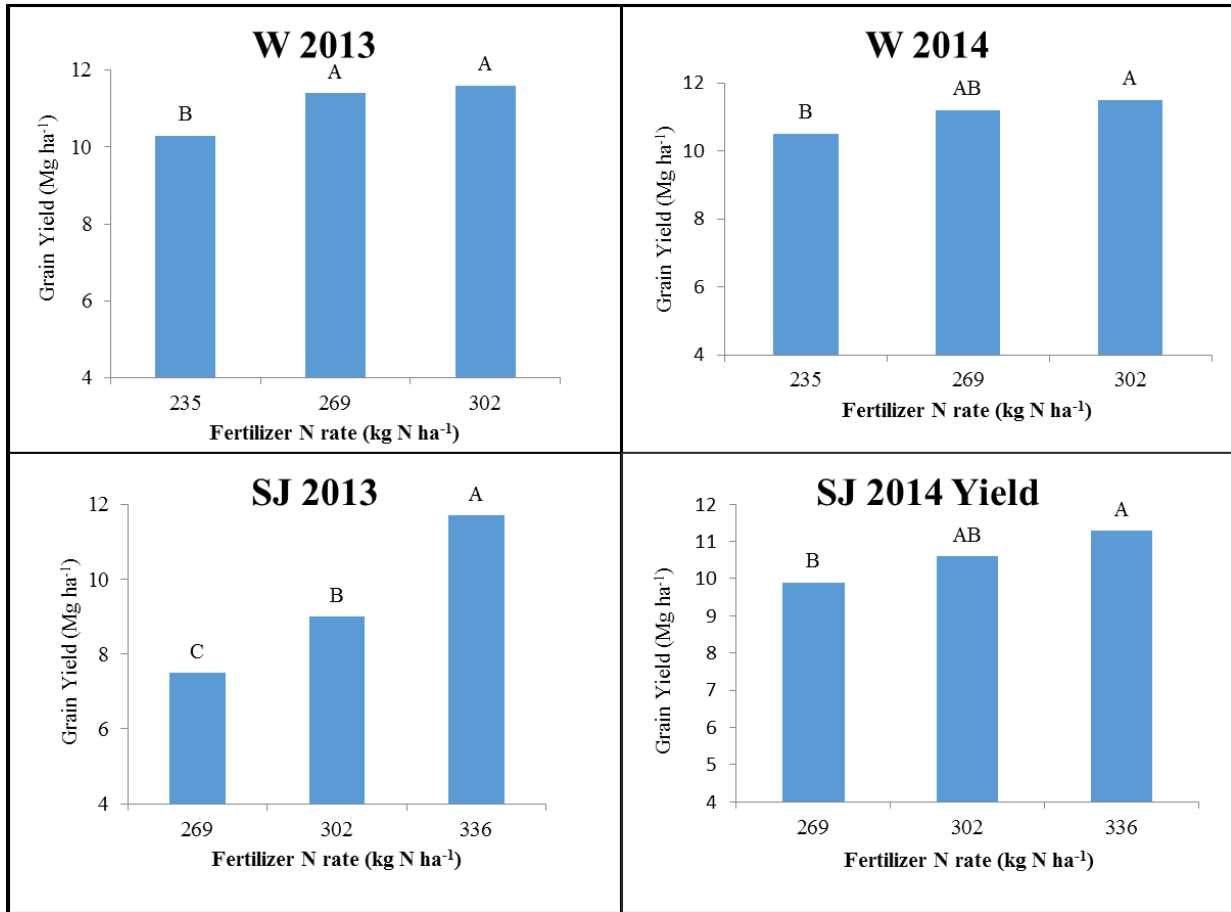 W 2013
Grain Yield (Mg ha⁻¹)
12
10
8
6
4
B
A
A
235
269
302
Fertilizer N rate (kg N ha⁻¹)
W 2014
Grain Yield (Mg ha⁻¹)
12
10
8
6
4
B
AB
A
235
269
302
Fertilizer N rate (kg N ha⁻¹)
SJ 2013
Grain Yield (Mg ha⁻¹)
12
10
8
6
4
C
B
A
269
302
336
Fertilizer N rate (kg N ha⁻¹)
SJ 2014 Yield
Grain Yield (Mg ha⁻¹)
12
11
10
9
8
7
6
5
4
B
AB
A
269
302
336
Fertilizer N rate (kg N ha⁻¹)